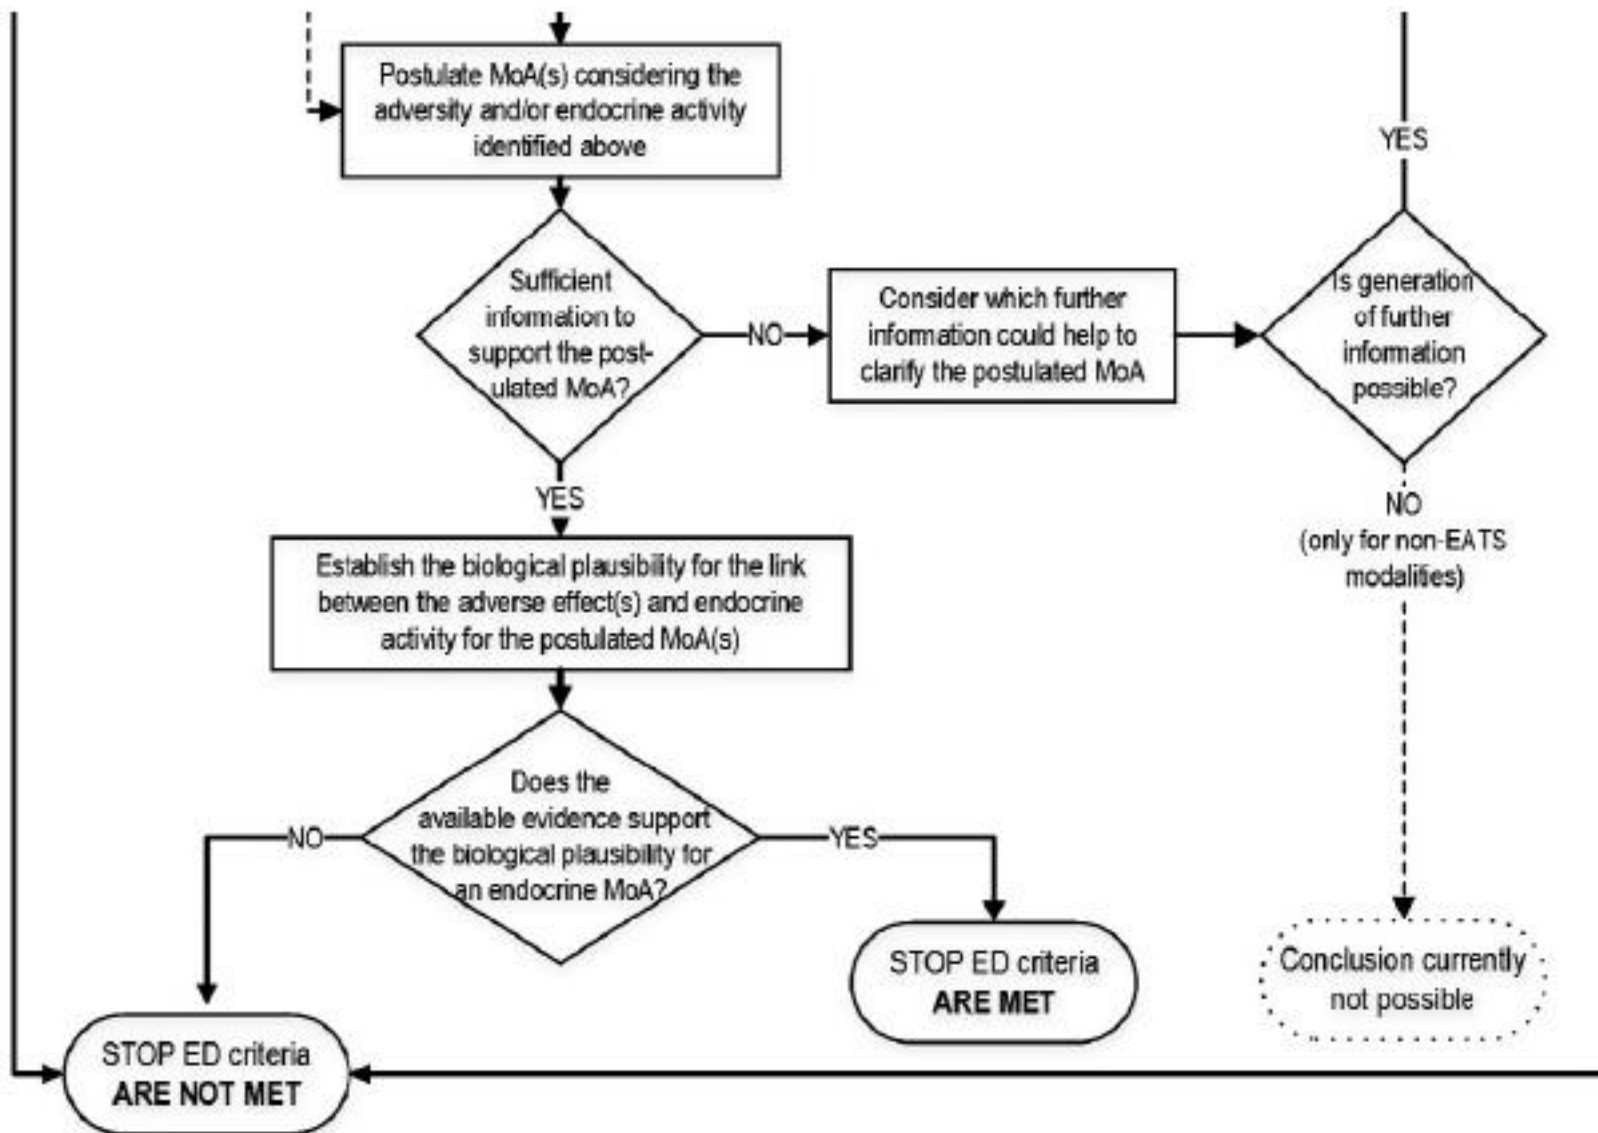 Postulate MoA(s) considering the
adversity and/or endocrine activity
identified above
YES
Sufficient
information to
support the post-
ulated MoA?
NO
Consider which further
information could help to
clarify the postulated MoA
Is generation
of further
information
possible?
YES
NO
(only for non-EATS
modalities)
Establish the biological plausibility for the link
between the adverse effect(s) and endocrine
activity for the postulated MoA(s)
Does the
available evidence support
the biological plausibility for
an endocrine MoA?
NO
YES
STOP ED criteria
ARE MET
Conclusion currently
not possible
STOP ED criteria
ARE NOT MET